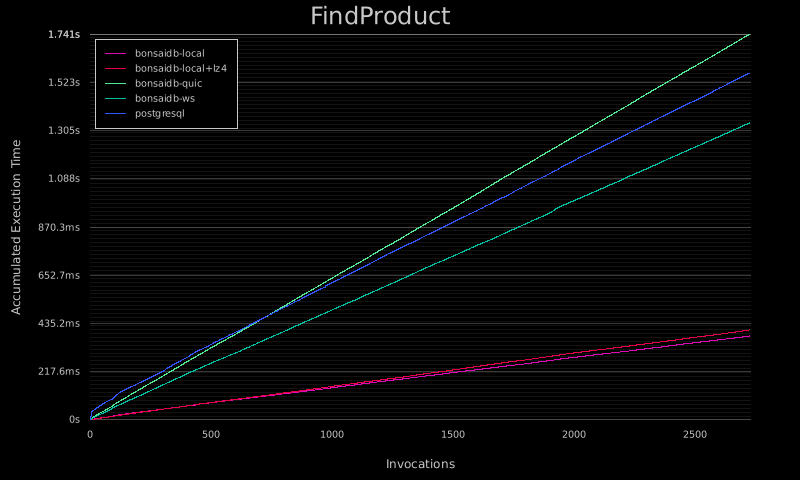 FindProduct
1.741s
1.523s
1.305s
1.088s
870.3ms
652.7ms
435.2ms
217.6ms
0s
Accumulated Execution Time
bonsaidb-local
bonsaidb-local+lz4
bonsaidb-quic
bonsaidb-ws
postgresql
0 500 1000 1500 2000 2500
Invocations